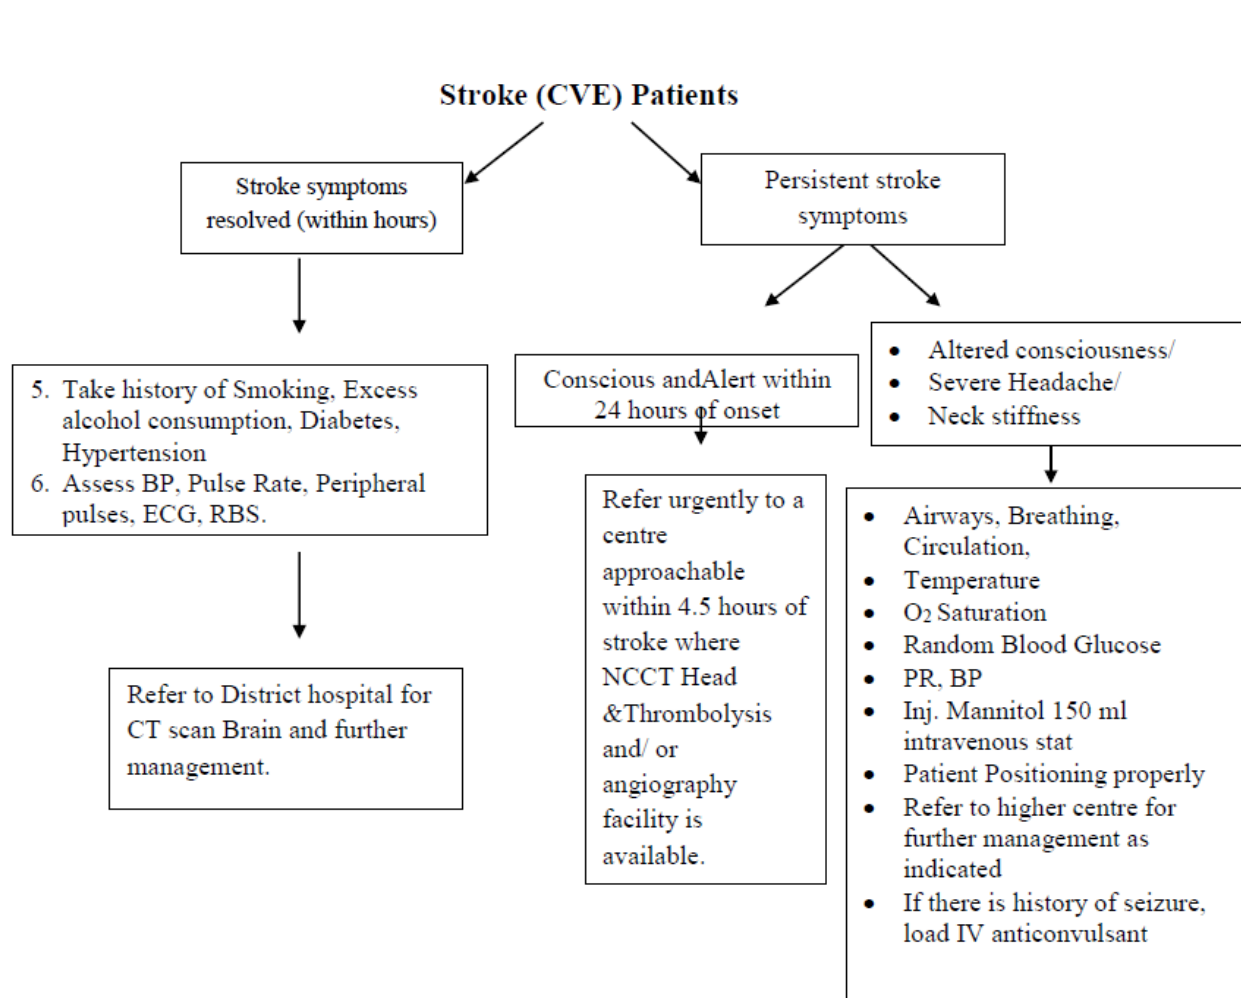 Stroke (CVE) Patients
Stroke symptoms
resolved (within hours)
Persistent stroke
symptoms
5. Take history of Smoking, Excess
alcohol consumption, Diabetes,
Hypertension
6. Assess BP, Pulse Rate, Peripheral
pulses, ECG, RBS.
Refer to District hospital for
CT scan Brain and further
management.
Conscious andAlert within
24 hours of onset
Refer urgently to a
centre
approachable
within 4.5 hours of
stroke where
NCCT Head
&Thrombolysis
and/ or
angiography
facility is
available.
• Altered consciousness/
• Severe Headache/
• Neck stiffness
• Airways, Breathing,
Circulation,
• Temperature
• O2 Saturation
• Random Blood Glucose
• PR, BP
• Inj. Mannitol 150 ml
intravenous stat
• Patient Positioning properly
• Refer to higher centre for
further management as
indicated
• If there is history of seizure,
load IV anticonvulsant